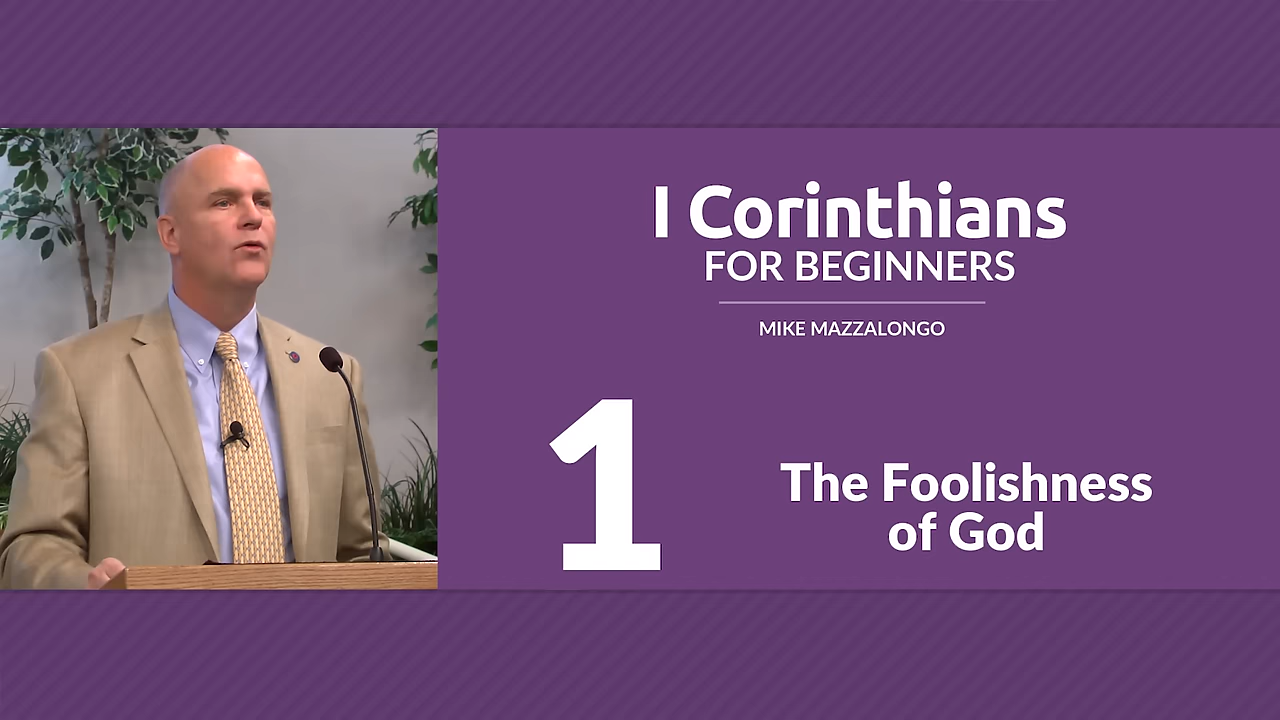 I Corinthians
FOR BEGINNERS
MIKE MAZZALONGO
1
The Foolishness
of God